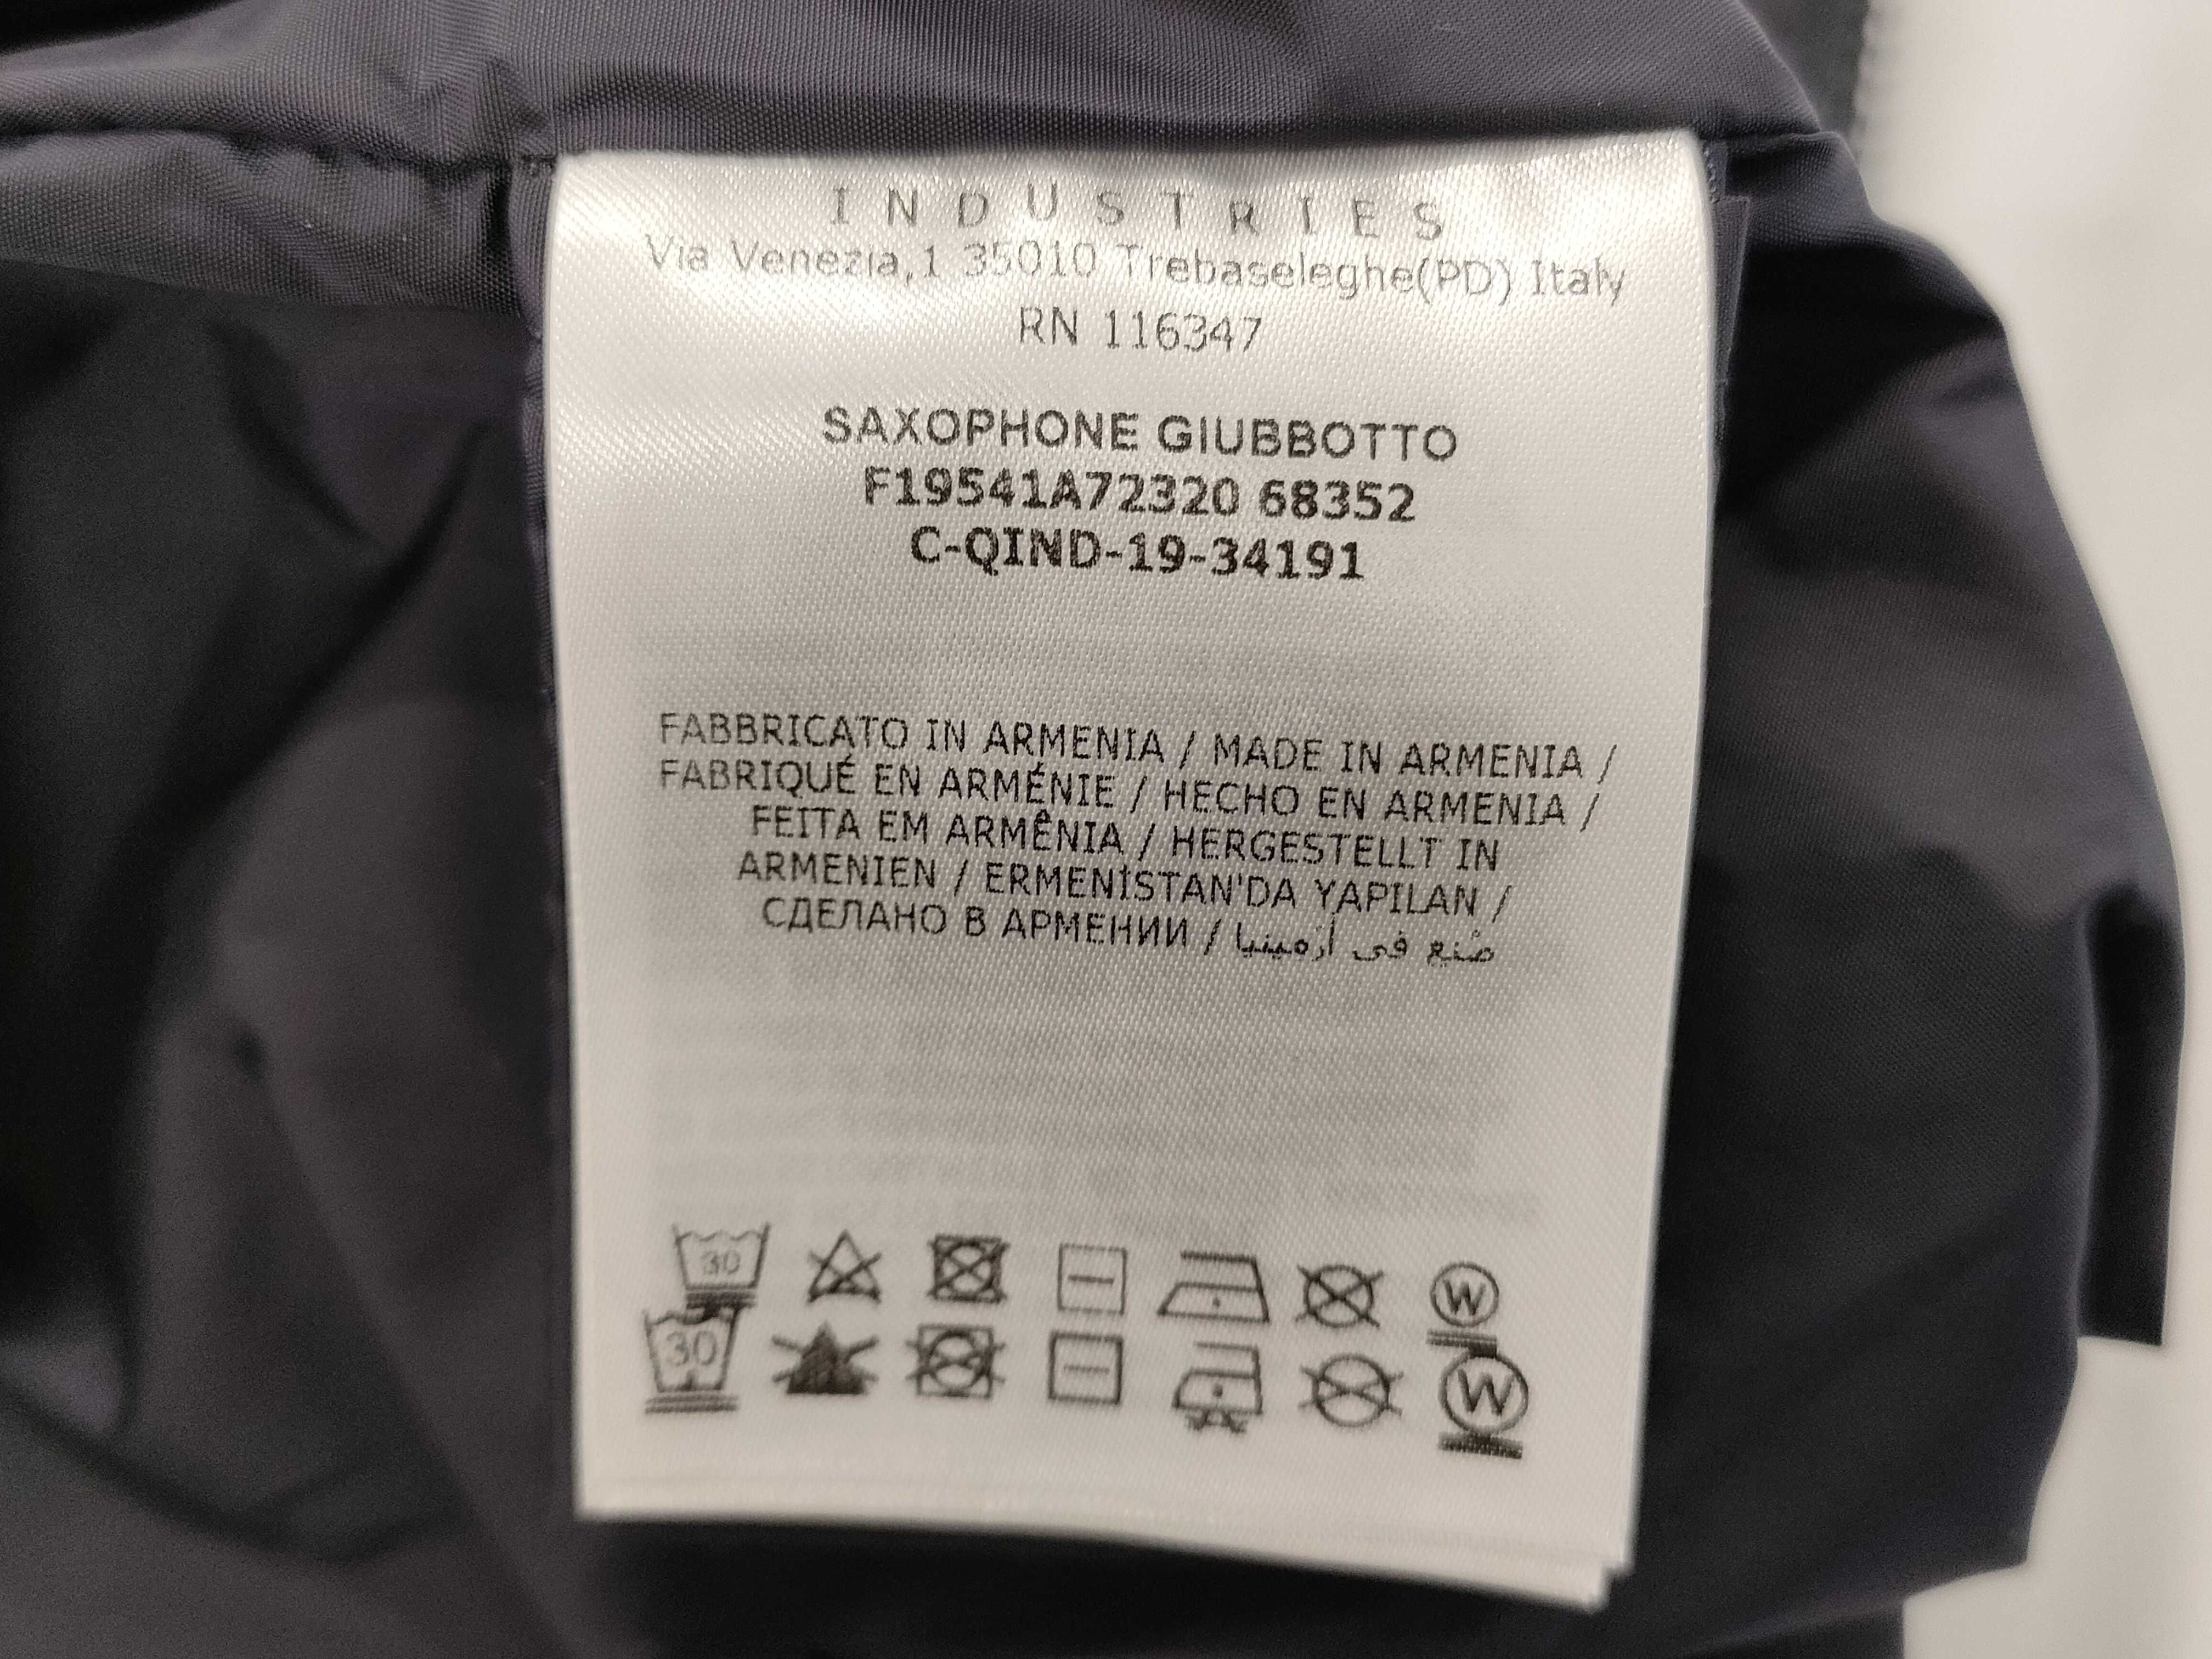 INDUSTRIES
Via Venezia,1 35010 Trebaseleghe(PD) Italy
RN 116347
SAXOPHONE GIUBBOTTO
F19541A72320 68352
C-QIND-19-34191
FABBRICATO IN ARMENIA / MADE IN ARMENIA /
FABRIQUÉ EN ARMÉNIE / HECHO EN ARMENIA /
FEITA EM ARMÊNIA / HERGESTELLT IN
ARMENIEN / ERMENİSTAN'DA YAPILAN /
СДЕЛАНО В АРМЕНИИ / صُنع في أرمينيا
30 W
30 W